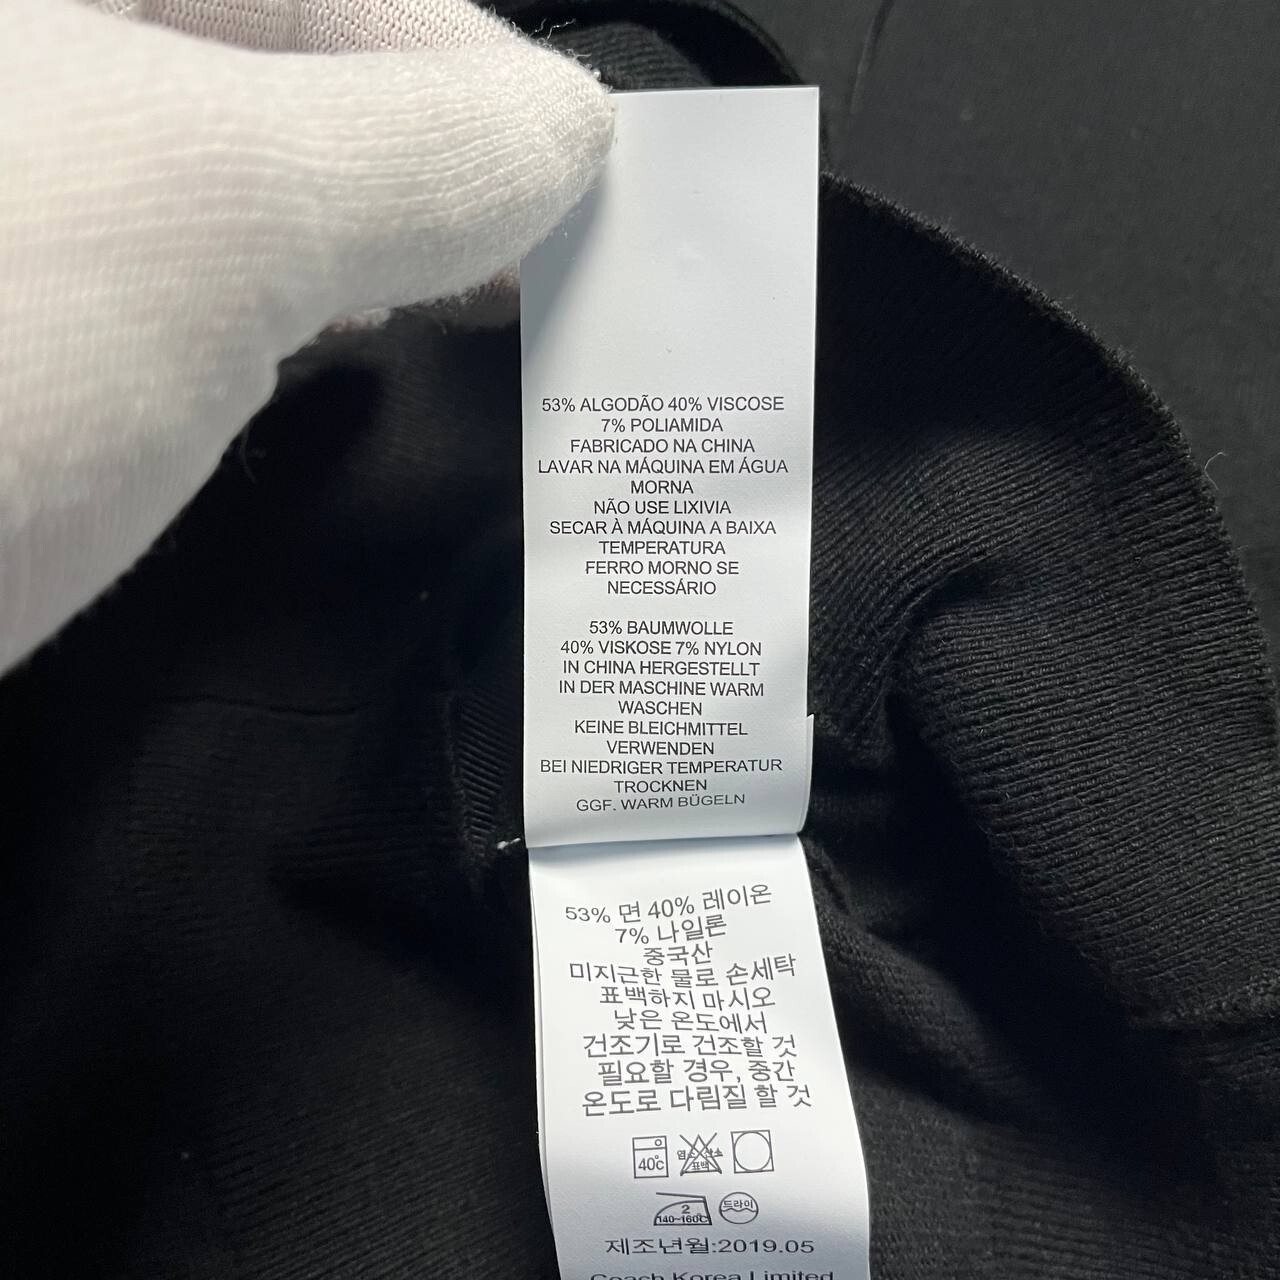 53% ALGODÃO 40% VISCOSE
7% POLIAMIDA
FABRICADO NA CHINA
LAVAR NA MÁQUINA EM ÁGUA
MORNA
NÃO USE LIXIVIA
SECAR À MÁQUINA A BAIXA
TEMPERATURA
FERRO MORNO SE
NECESSÁRIO
53% BAUMWOLLE
40% VISKOSE 7% NYLON
IN CHINA HERGESTELLT
IN DER MASCHINE WARM
WASCHEN
KEINE BLEICHMITTEL
VERWENDEN
BEI NIEDRIGER TEMPERATUR
TROCKNEN
GGF. WARM BÜGELN
53% 면 40% 레이온
7% 나일론
중국산
미지근한 물로 손세탁
표백하지 마시오
낮은 온도에서
건조기로 건조할 것
필요할 경우, 중간
온도로 다림질 할 것
40℃
표백
2
140~160℃
드라이
제조년월:2019.05
Coach Korea Limited